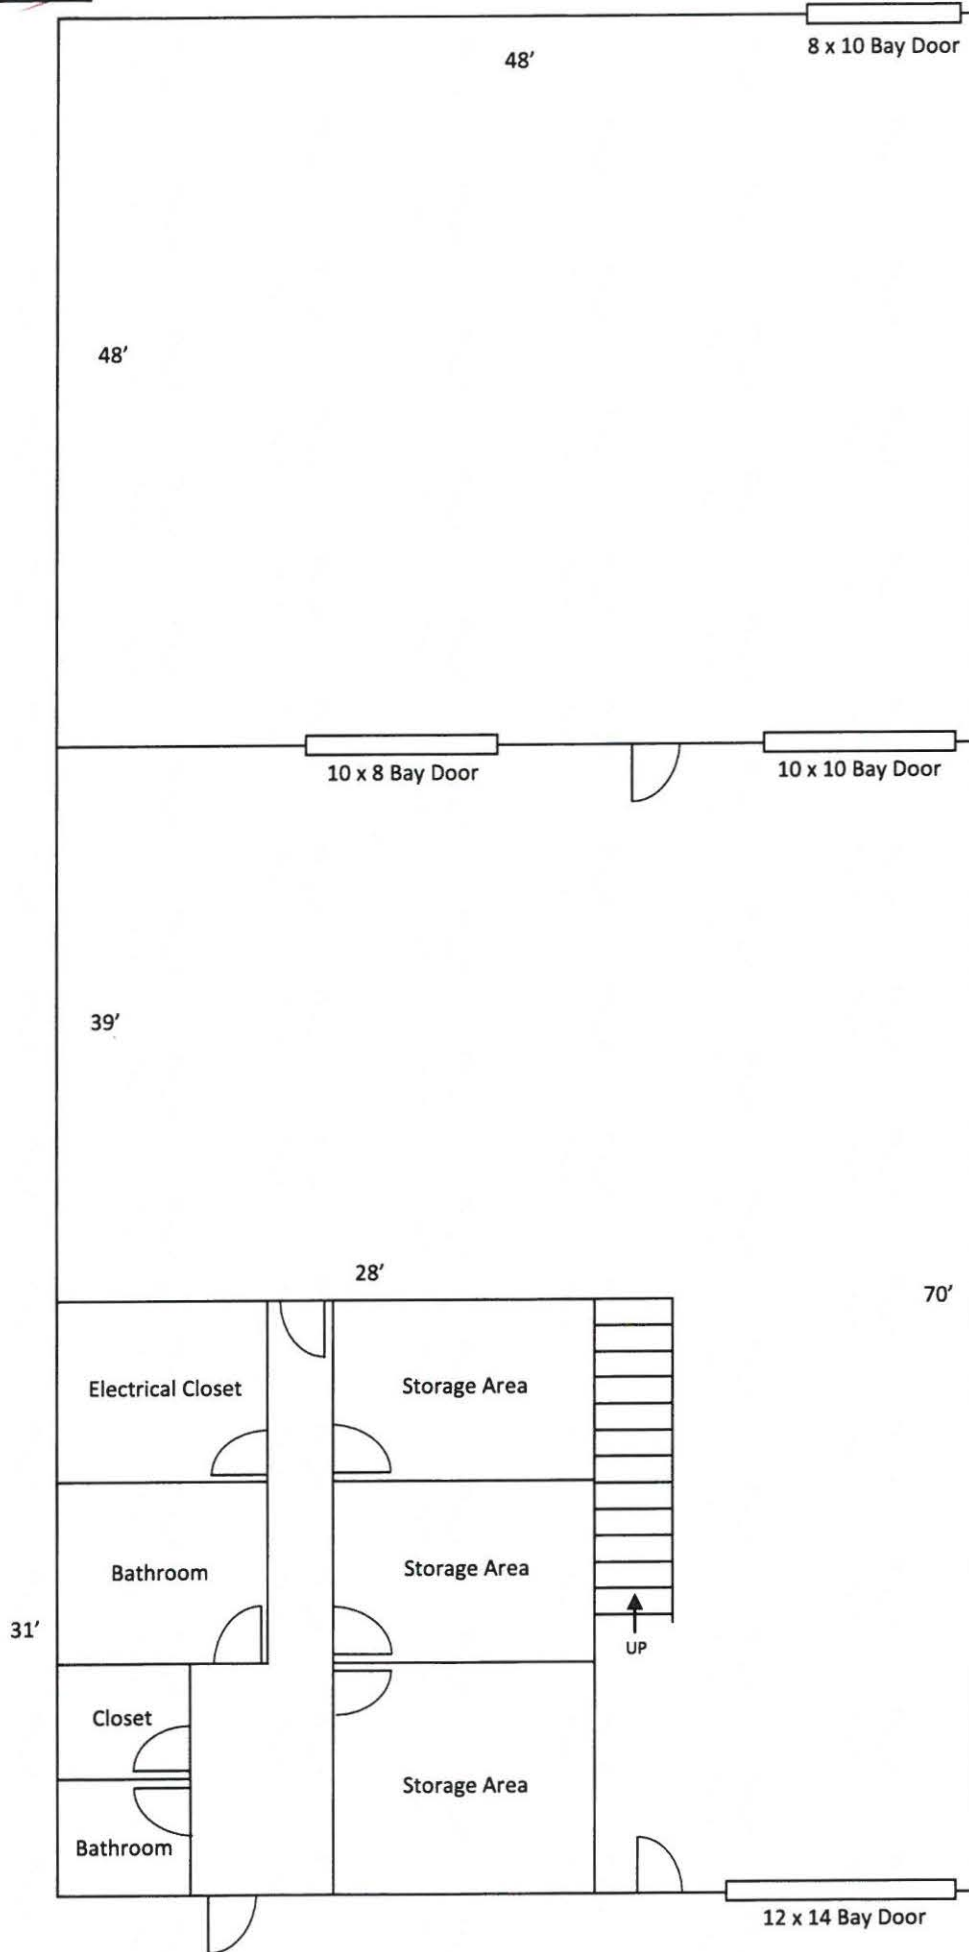 8 x 10 Bay Door
48’
48’
10 x 8 Bay Door
10 x 10 Bay Door
39’
28’
70’
Electrical Closet
Storage Area
Bathroom
Storage Area
31’
UP
Closet
Storage Area
Bathroom
12 x 14 Bay Door